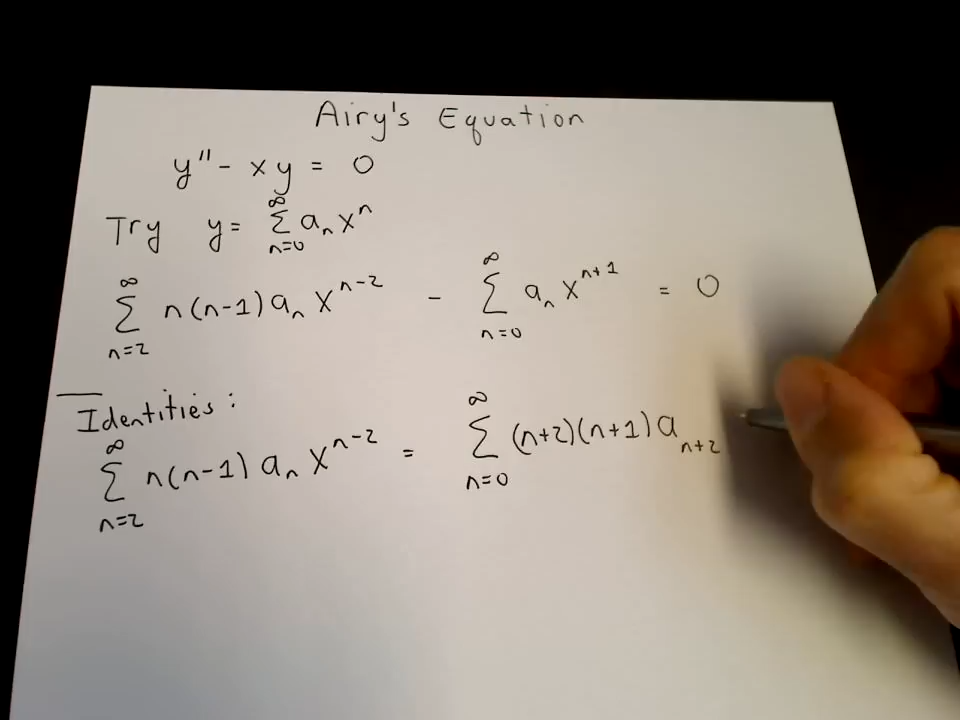 Airy's Equation
y'' - xy = 0
Try y = ∑_{n=0}^{∞} a_n x^n
∑_{n=2}^{∞} n(n-1) a_n x^{n-2} - ∑_{n=0}^{∞} a_n x^{n+1} = 0
Identities:
∑_{n=2}^{∞} n(n-1) a_n x^{n-2} = ∑_{n=0}^{∞} (n+2)(n+1) a_{n+2}